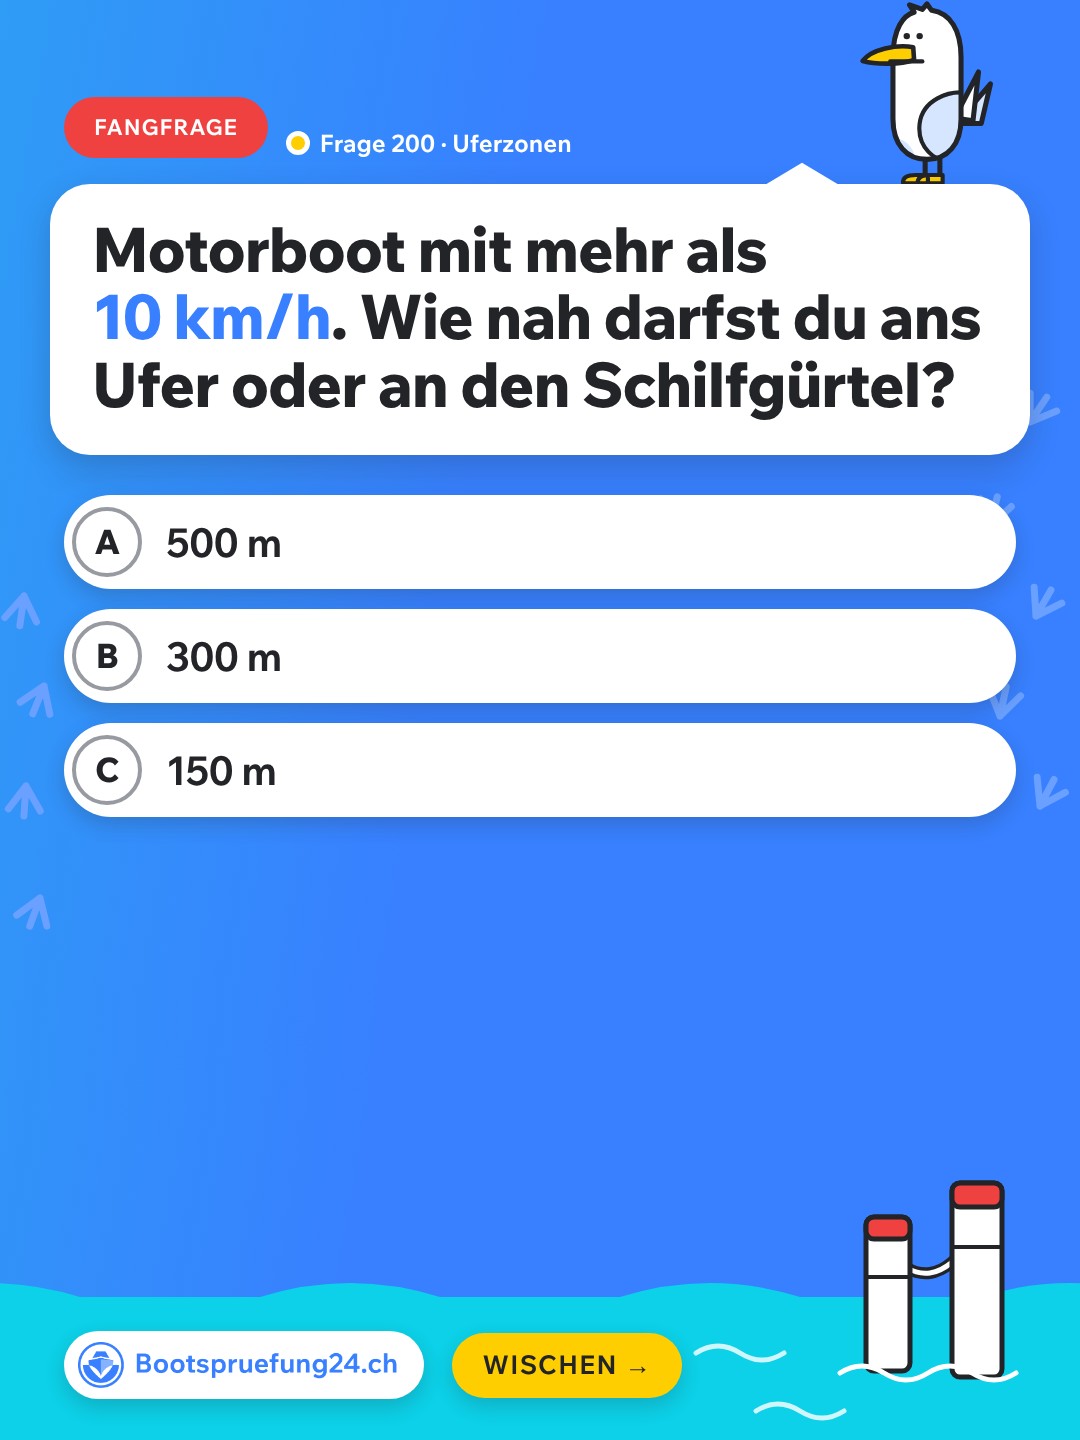 FANGFRAGE
Frage 200 · Uferzonen
Motorboot mit mehr als
10 km/h. Wie nah darfst du ans
Ufer oder an den Schilfgürtel?
A 500 m
B 300 m
C 150 m
Bootspruefung24.ch
WISCHEN →